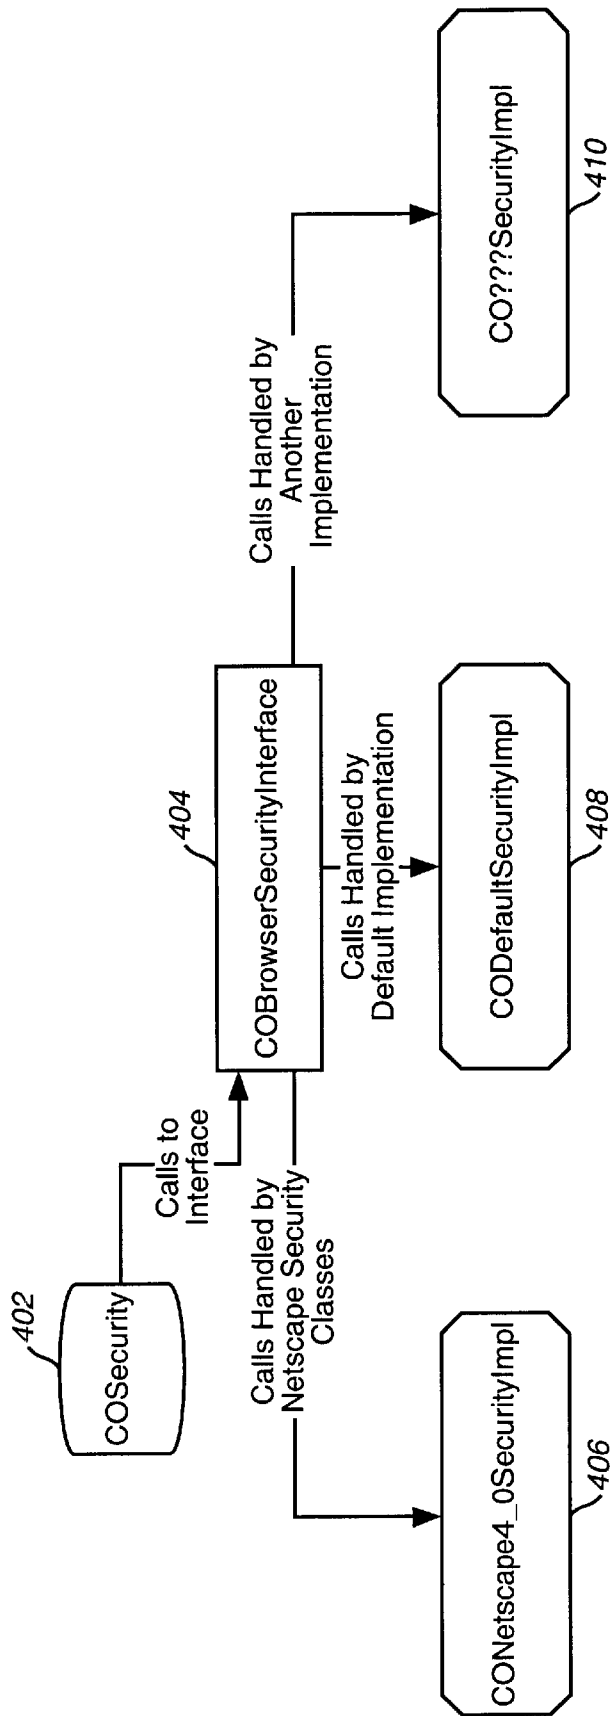 402
COSecurity
Calls to
Interface
404
COBrowserSecurityInterface
Calls Handled by
Netscape Security
Classes
Calls Handled by
Default Implementation
Calls Handled by
Another
Implementation
CONetscape4_0SecurityImpl
406
CODefaultSecurityImpl
408
CO???SecurityImpl
410